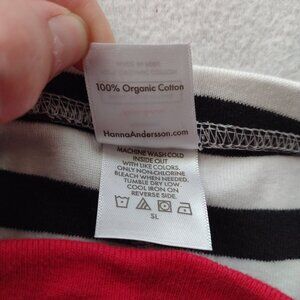 100% Organic Cotton
HannaAndersson.com
MACHINE WASH COLD
INSIDE OUT
WITH LIKE COLORS.
ONLY NON-CHLORINE
BLEACH WHEN NEEDED.
TUMBLE DRY LOW
COOL IRON ON
REVERSE SIDE.
SL